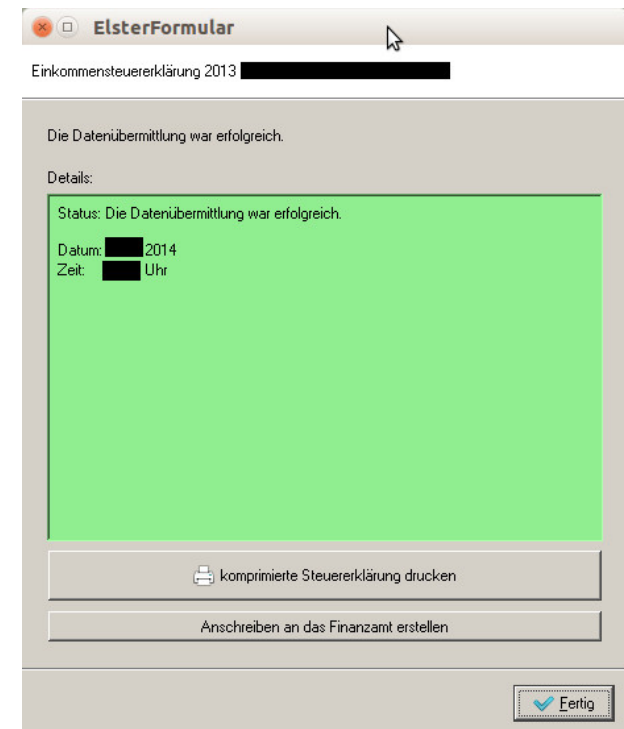 ElsterFormular
Einkommensteuererklärung 2013
Die Datenübermittlung war erfolgreich.
Details:
Status: Die Datenübermittlung war erfolgreich.
Datum: 2014
Zeit: Uhr
komprimierte Steuererklärung drucken
Anschreiben an das Finanzamt erstellen
Fertig